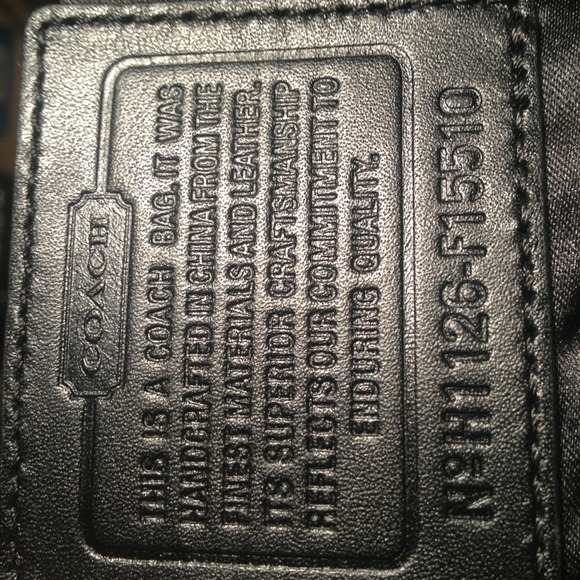 COACH
THIS IS A COACH BAG. IT WAS
HANDCRAFTED IN CHINA FROM THE
FINEST MATERIALS AND LEATHER.
IT'S SUPERIOR CRAFTSMANSHIP
REFLECTS OUR COMMITMENT TO
ENDURING QUALITY.
NºH1126-F15510